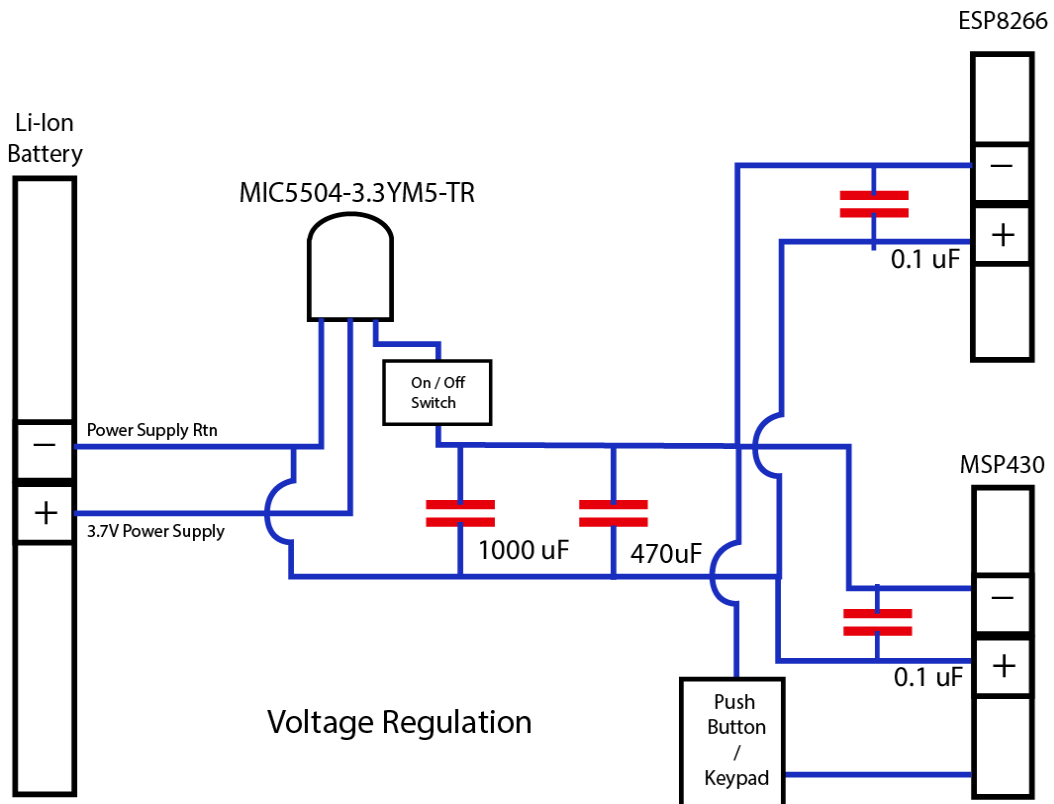 ESP8266
Li-Ion
Battery
MIC5504-3.3YM5-TR
−
+
0.1 uF
On / Off
Switch
Power Supply Rtn
−
+
3.7V Power Supply
1000 uF
470uF
MSP430
−
+
0.1 uF
Push
Button
/
Keypad
Voltage Regulation